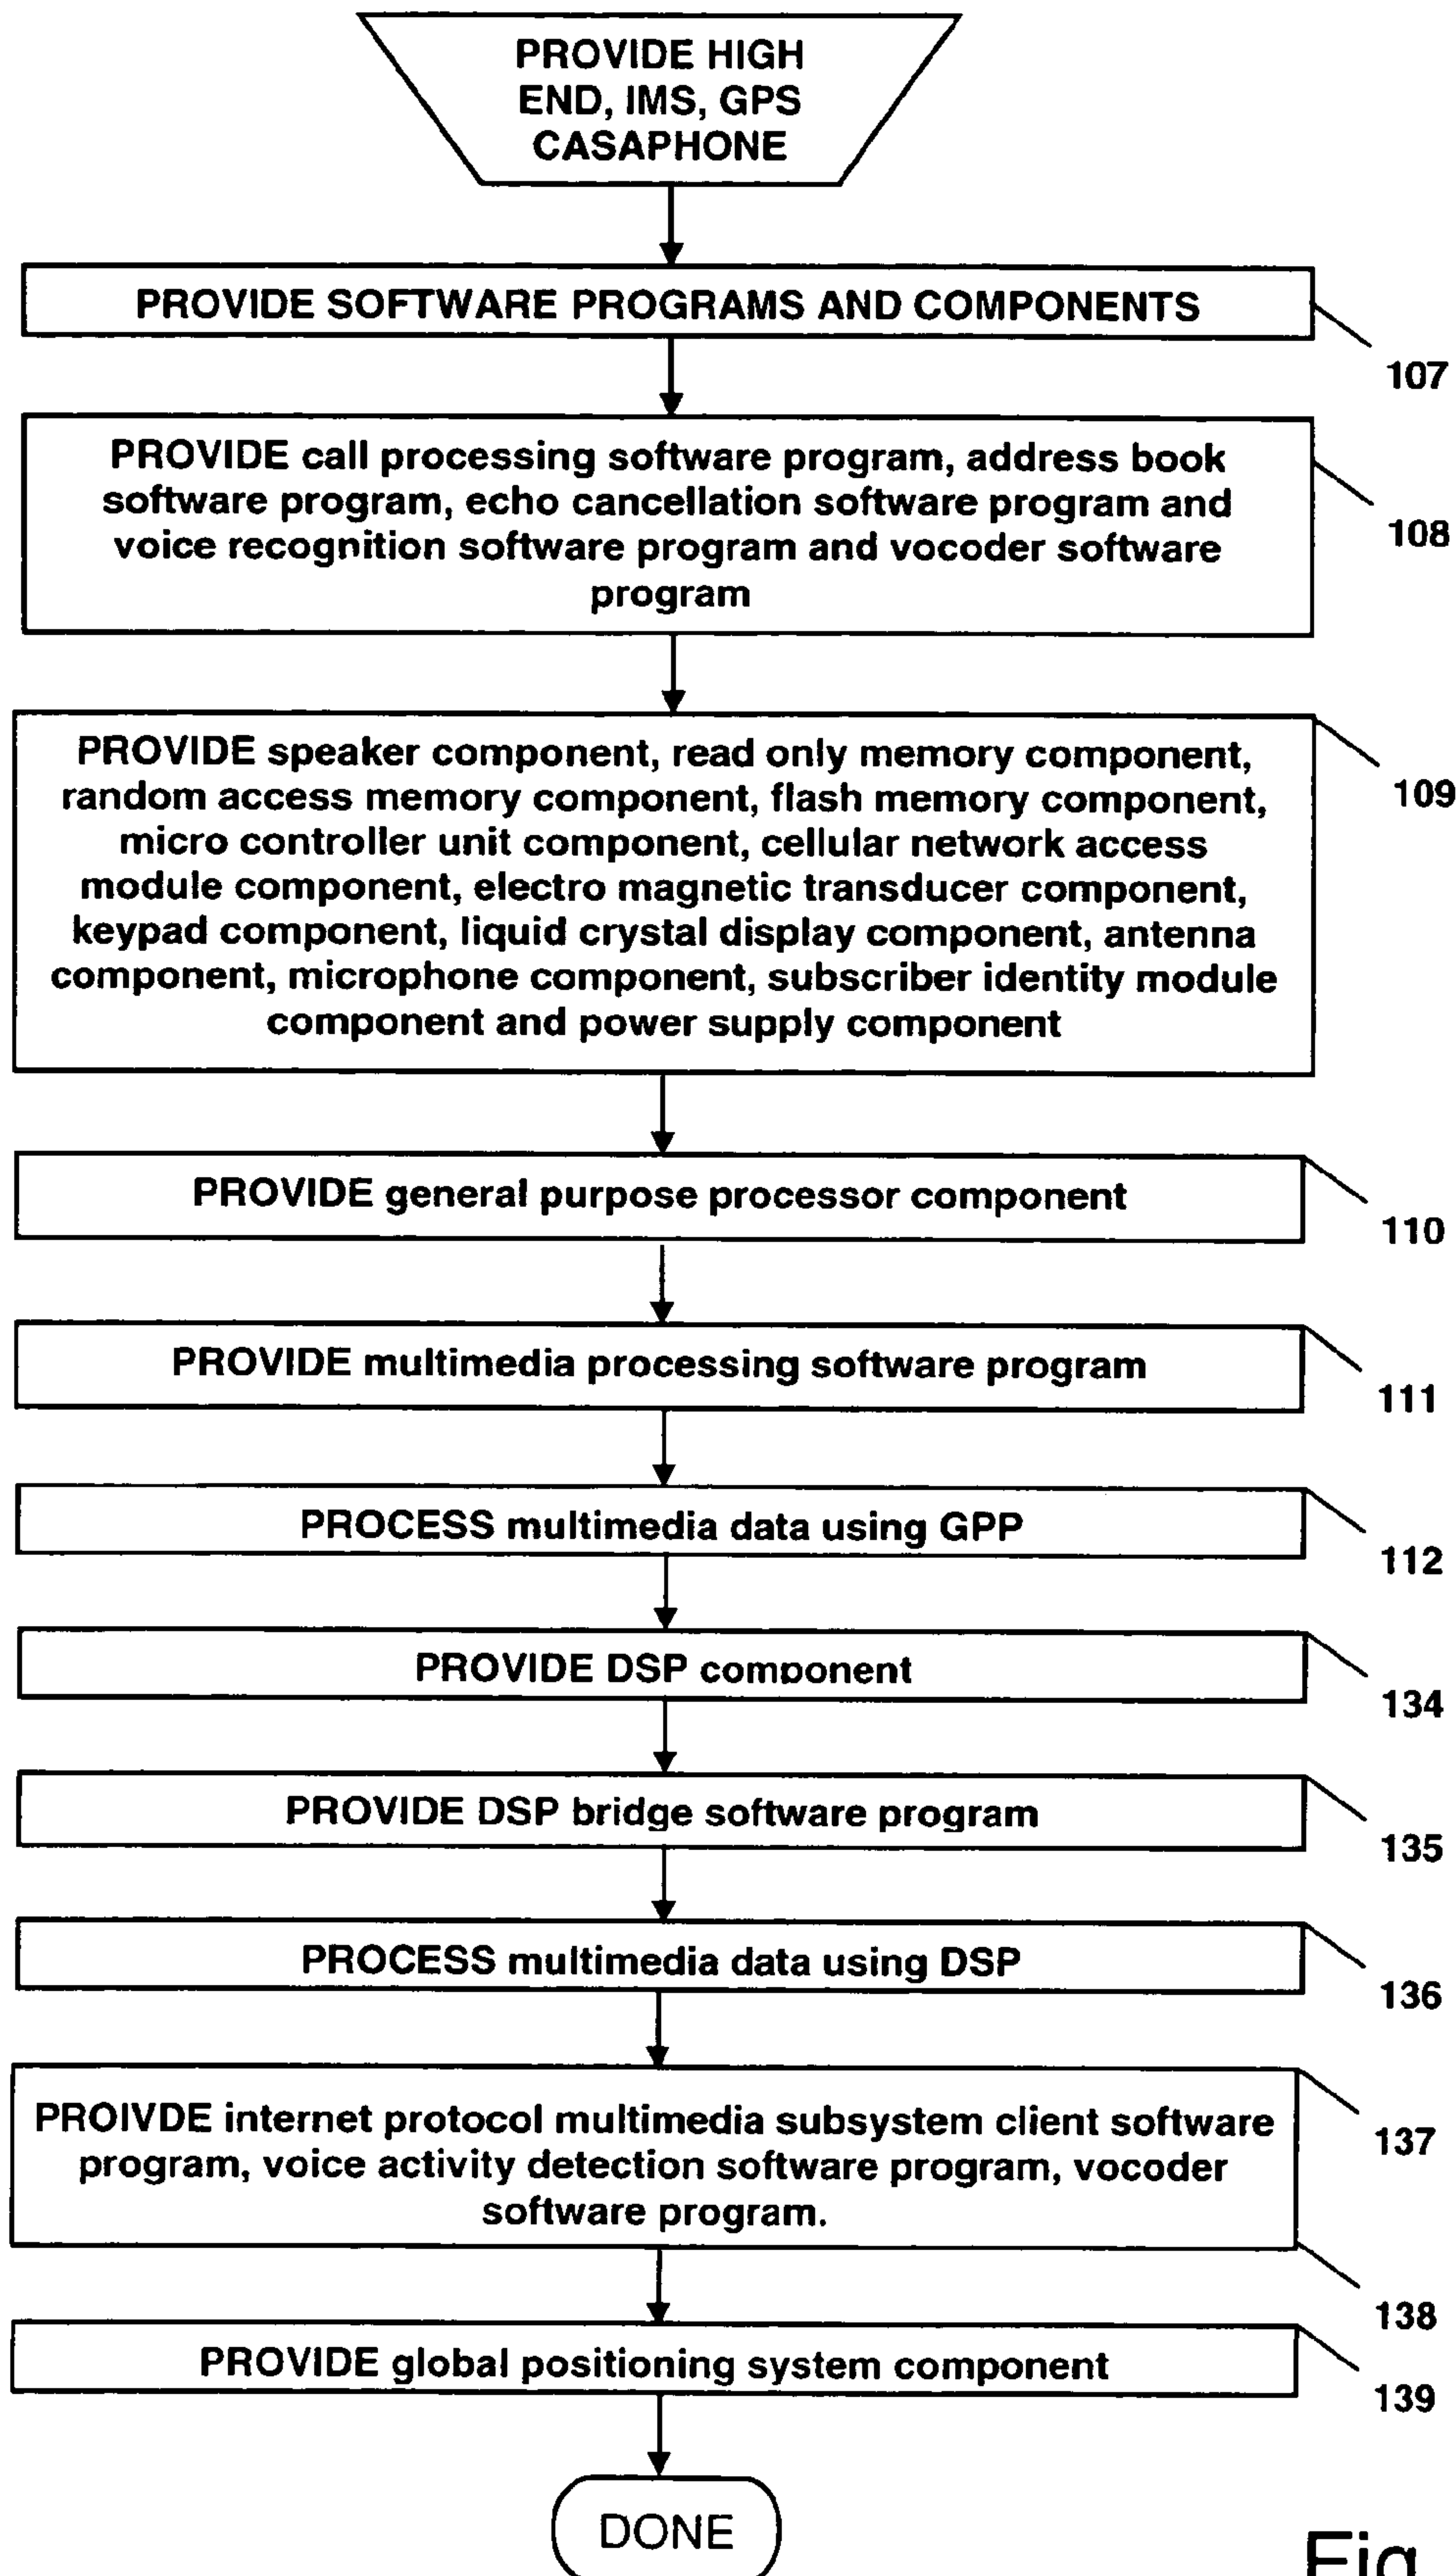 PROVIDE HIGH
END, IMS, GPS
CASAPHONE
PROVIDE SOFTWARE PROGRAMS AND COMPONENTS
107
PROVIDE call processing software program, address book
software program, echo cancellation software program and
voice recognition software program and vocoder software
program
108
PROVIDE speaker component, read only memory component,
random access memory component, flash memory component,
micro controller unit component, cellular network access
module component, electro magnetic transducer component,
keypad component, liquid crystal display component, antenna
component, microphone component, subscriber identity module
component and power supply component
109
PROVIDE general purpose processor component
110
PROVIDE multimedia processing software program
111
PROCESS multimedia data using GPP
112
PROVIDE DSP component
134
PROVIDE DSP bridge software program
135
PROCESS multimedia data using DSP
136
PROIVDE internet protocol multimedia subsystem client software
program, voice activity detection software program, vocoder
software program.
137
138
PROVIDE global positioning system component
139
DONE
Fig